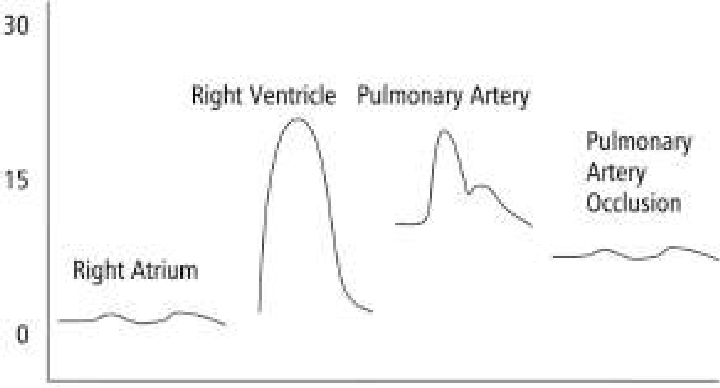 30
Right Ventricle Pulmonary Artery
Pulmonary
Artery
Occlusion
15
Right Atrium
0